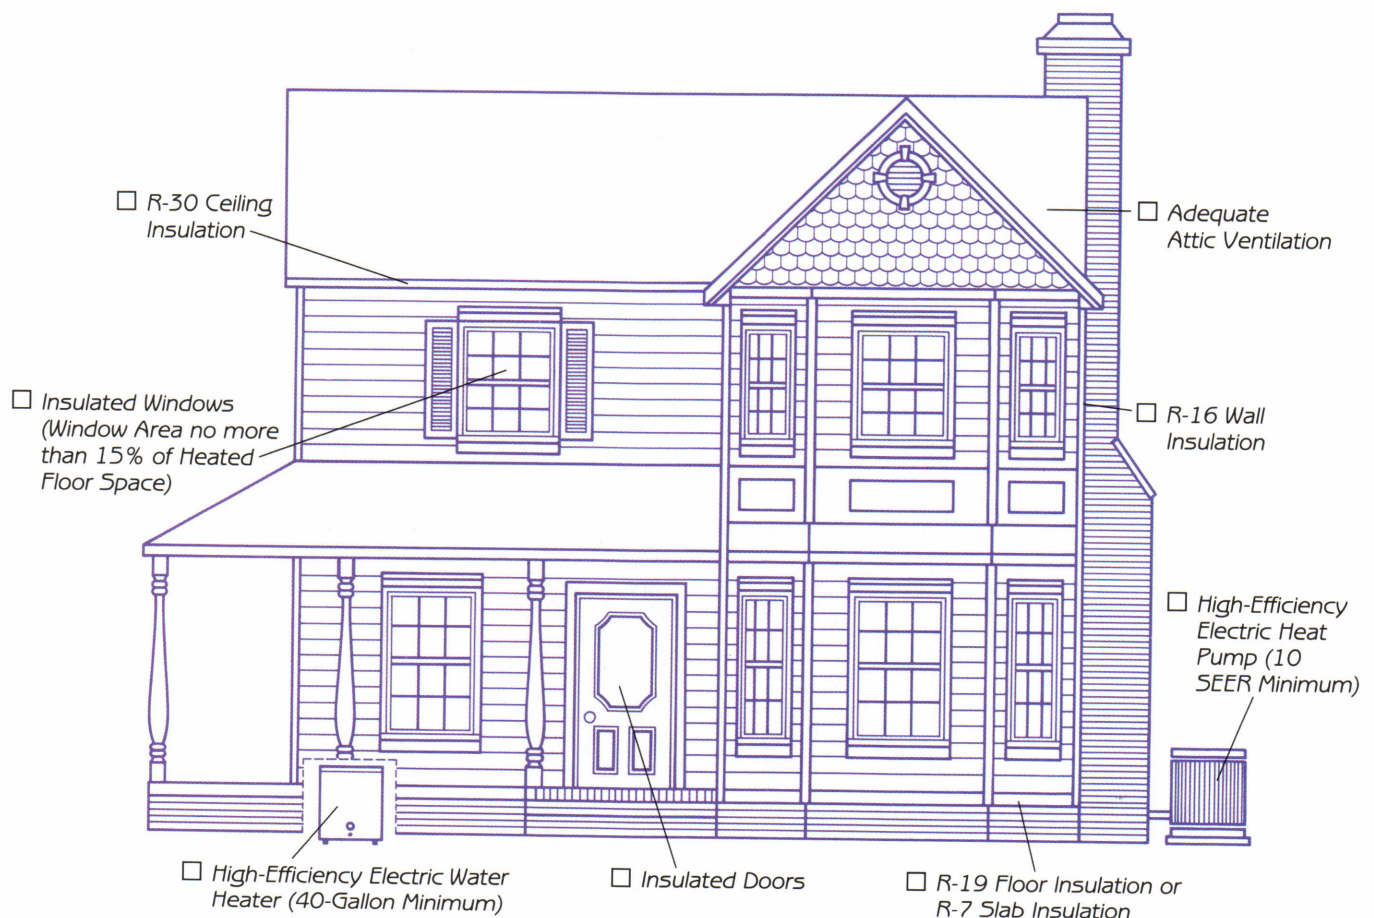 ☐ R-30 Ceiling
Insulation
☐ Adequate
Attic Ventilation
☐ Insulated Windows
(Window Area no more
than 15% of Heated
Floor Space)
☐ R-16 Wall
Insulation
☐ High-Efficiency
Electric Heat
Pump (10
SEER Minimum)
☐ High-Efficiency Electric Water
Heater (40-Gallon Minimum)
☐ Insulated Doors
☐ R-19 Floor Insulation or
R-7 Slab Insulation